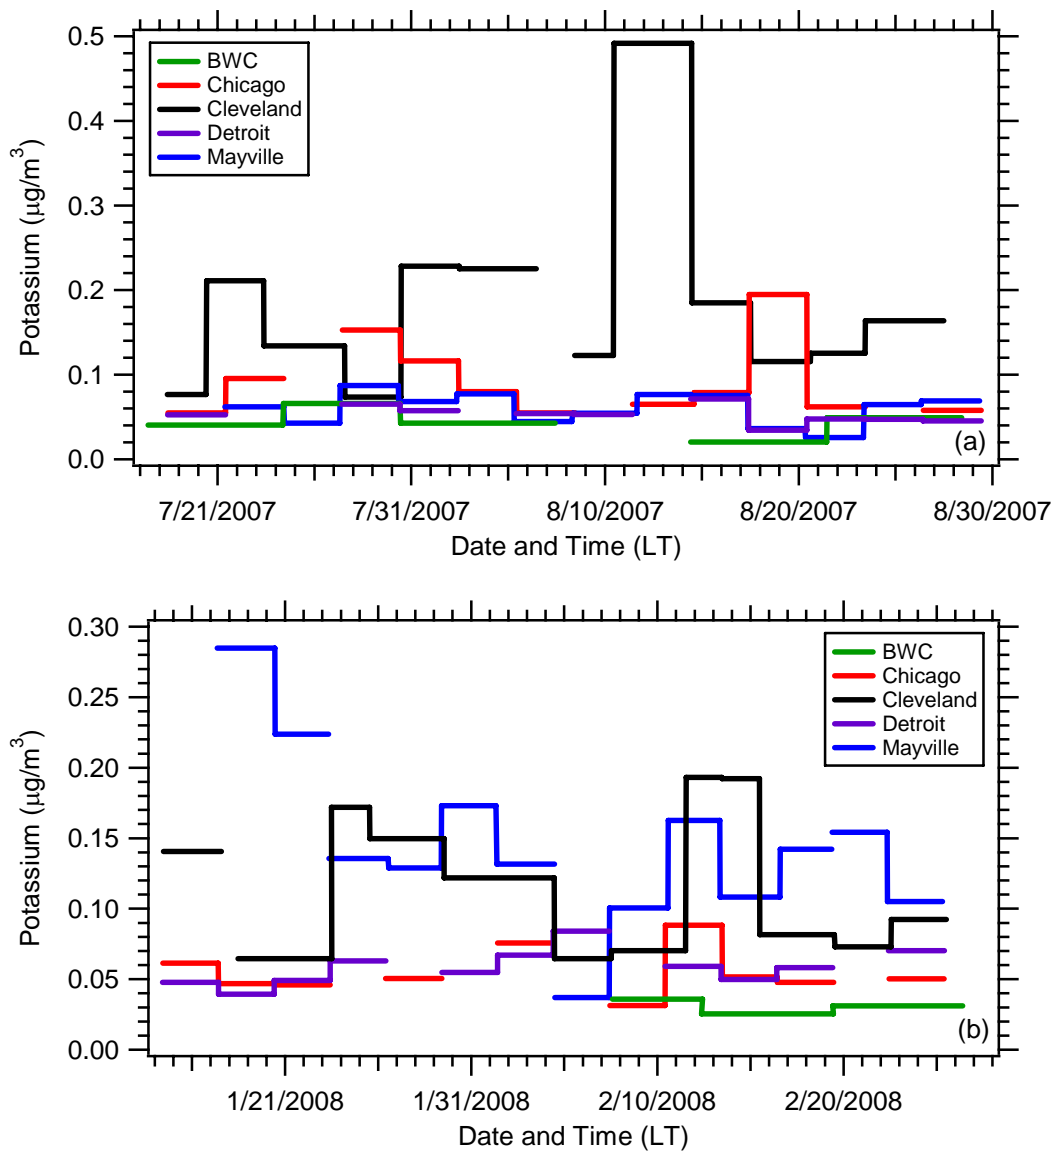 0.5
0.4
0.3
0.2
0.1
0.0
Potassium (µg/m³)
BWC
Chicago
Cleveland
Detroit
Mayville
(a)
7/21/2007 7/31/2007 8/10/2007 8/20/2007 8/30/2007
Date and Time (LT)
0.30
0.25
0.20
0.15
0.10
0.05
0.00
Potassium (µg/m³)
BWC
Chicago
Cleveland
Detroit
Mayville
(b)
1/21/2008 1/31/2008 2/10/2008 2/20/2008
Date and Time (LT)